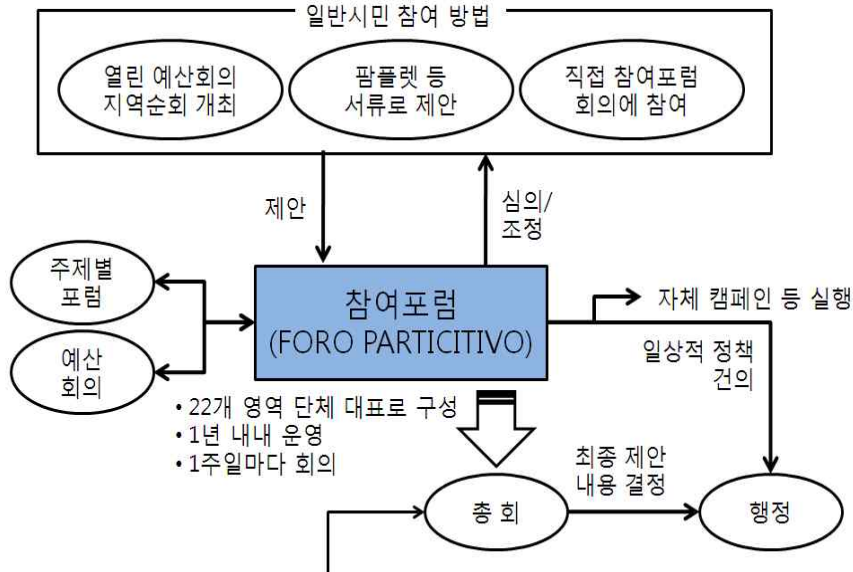 일반시민 참여 방법
열린 예산회의
지역순회 개최
팜플렛 등
서류로 제안
직접 참여포럼
회의에 참여
제안
심의/
조정
주제별
포럼
예산
회의
참여포럼
(FORO PARTICITIVO)
자체 캠페인 등 실행
일상적 정책
건의
• 22개 영역 단체 대표로 구성
• 1년 내내 운영
• 1주일마다 회의
총 회
최종 제안
내용 결정
행정